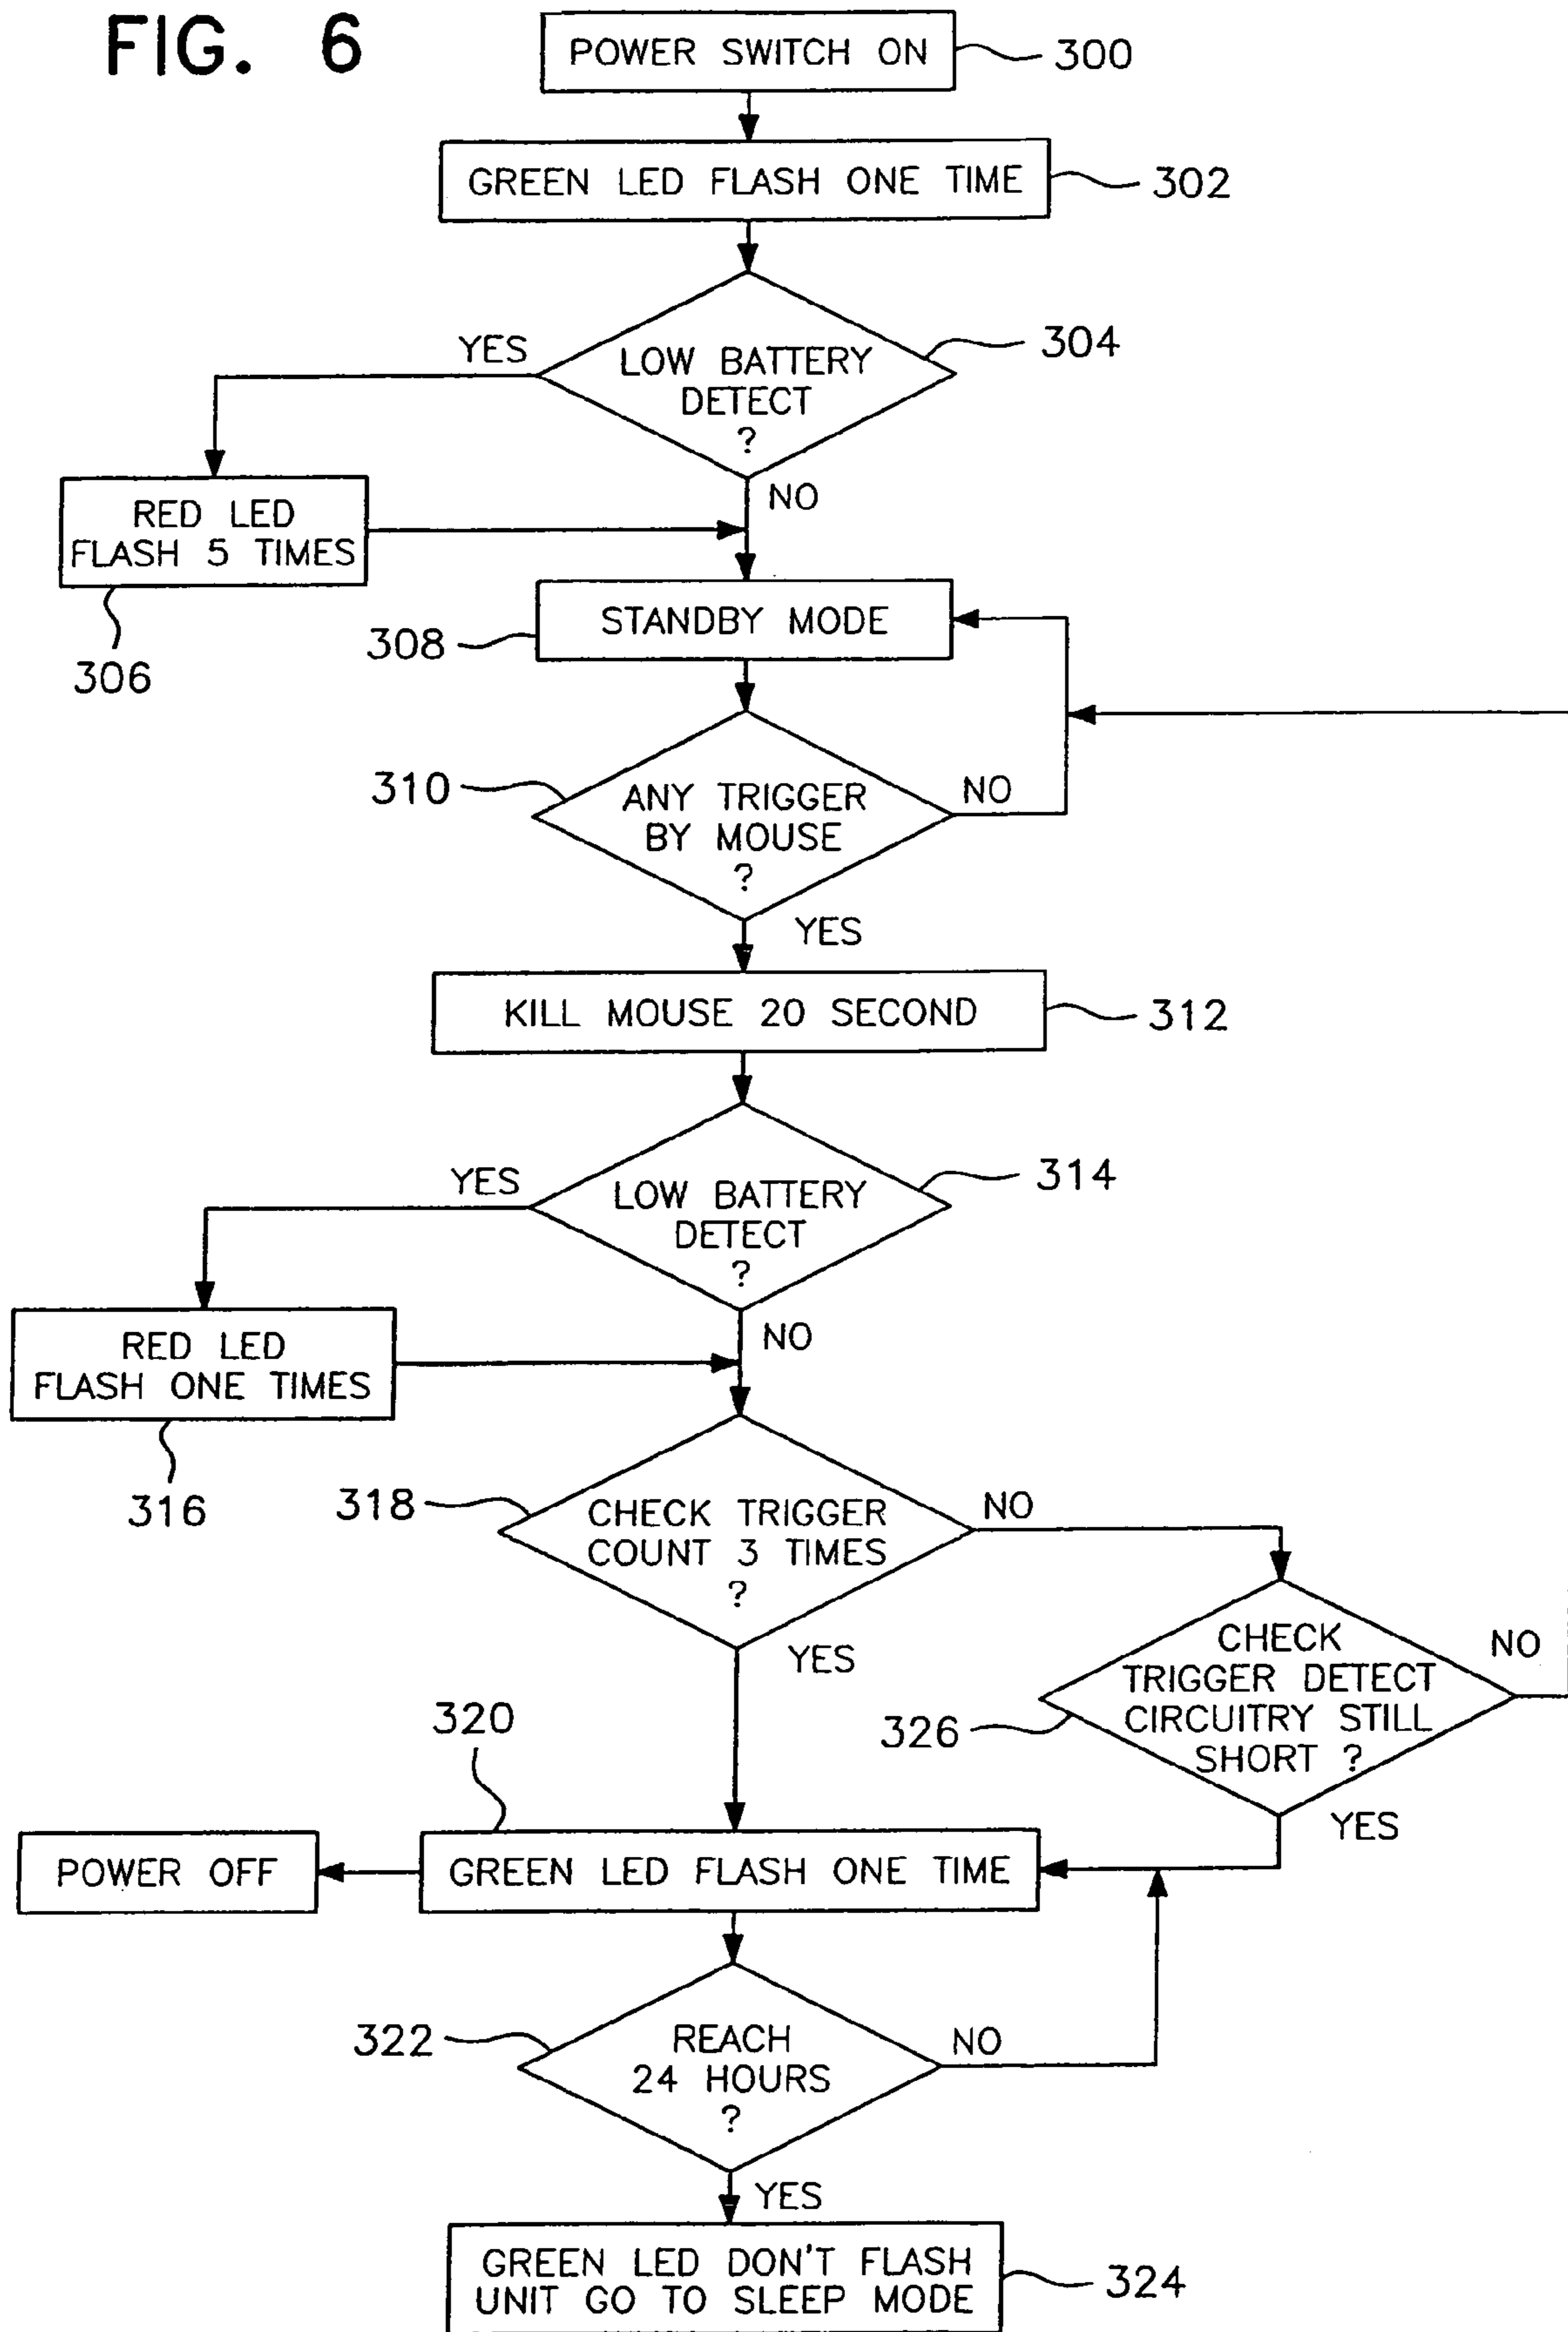 FIG. 6
POWER SWITCH ON
300
GREEN LED FLASH ONE TIME
302
LOW BATTERY
DETECT
?
304
YES
NO
RED LED
FLASH 5 TIMES
306
STANDBY MODE
308
ANY TRIGGER
BY MOUSE
?
310
NO
YES
KILL MOUSE 20 SECOND
312
LOW BATTERY
DETECT
?
314
YES
NO
RED LED
FLASH ONE TIMES
316
CHECK TRIGGER
COUNT 3 TIMES
?
318
NO
YES
CHECK
TRIGGER DETECT
CIRCUITRY STILL
SHORT ?
326
NO
YES
320
GREEN LED FLASH ONE TIME
POWER OFF
REACH
24 HOURS
?
322
NO
YES
GREEN LED DON'T FLASH
UNIT GO TO SLEEP MODE
324